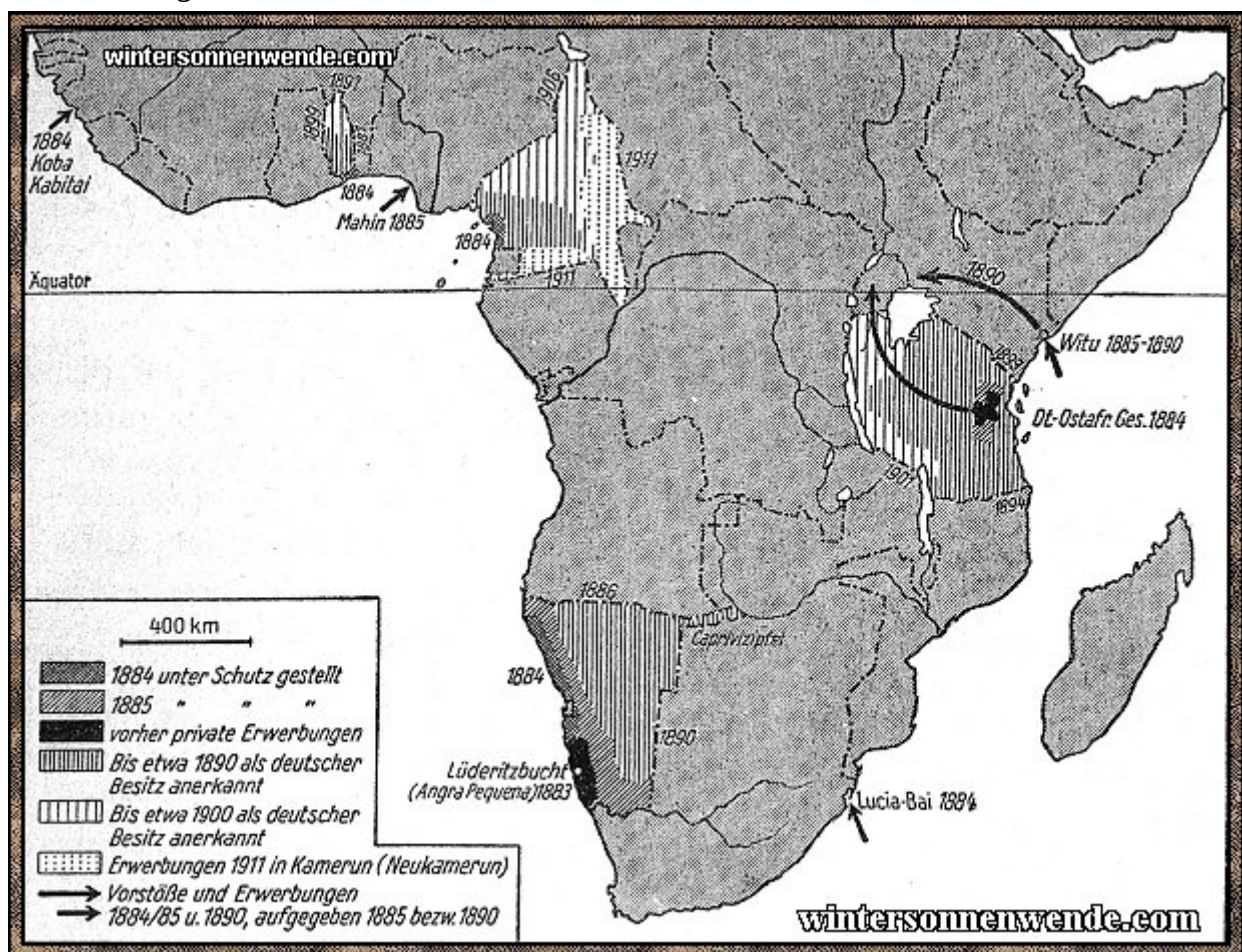 wintersonnenwende.com
1884
Koba
Kabitai
1899
1897
1887
1884
Mahin 1885
1906
1911
1884
1911
Äquator
1890
Witu 1885-1890
Dt-Ostafr. Ges. 1884
1901
1894
1886
Caprivizipfel
1884
1890
Lüderitzbucht
(Angra Pequena) 1883
Lucia-Bai 1884
400 km
1884 unter Schutz gestellt
1885 " " "
vorher private Erwerbungen
Bis etwa 1890 als deutscher
Besitz anerkannt
Bis etwa 1900 als deutscher
Besitz anerkannt
Erwerbungen 1911 in Kamerun (Neukamerun)
Vorstöße und Erwerbungen
1884/85 u. 1890, aufgegeben 1885 bezw. 1890
wintersonnenwende.com